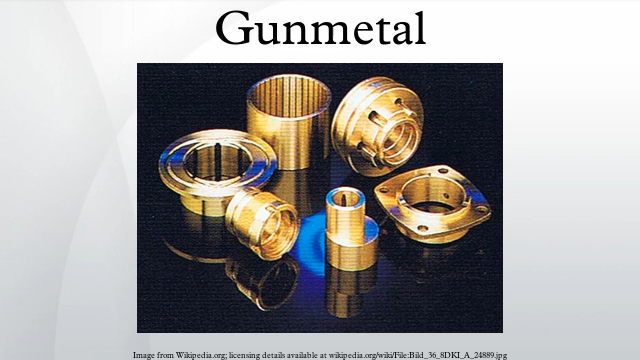 Gunmetal
Image from Wikipedia.org; licensing details available at wikipedia.org/wiki/File:Bild_36_8DKI_A_24889.jpg